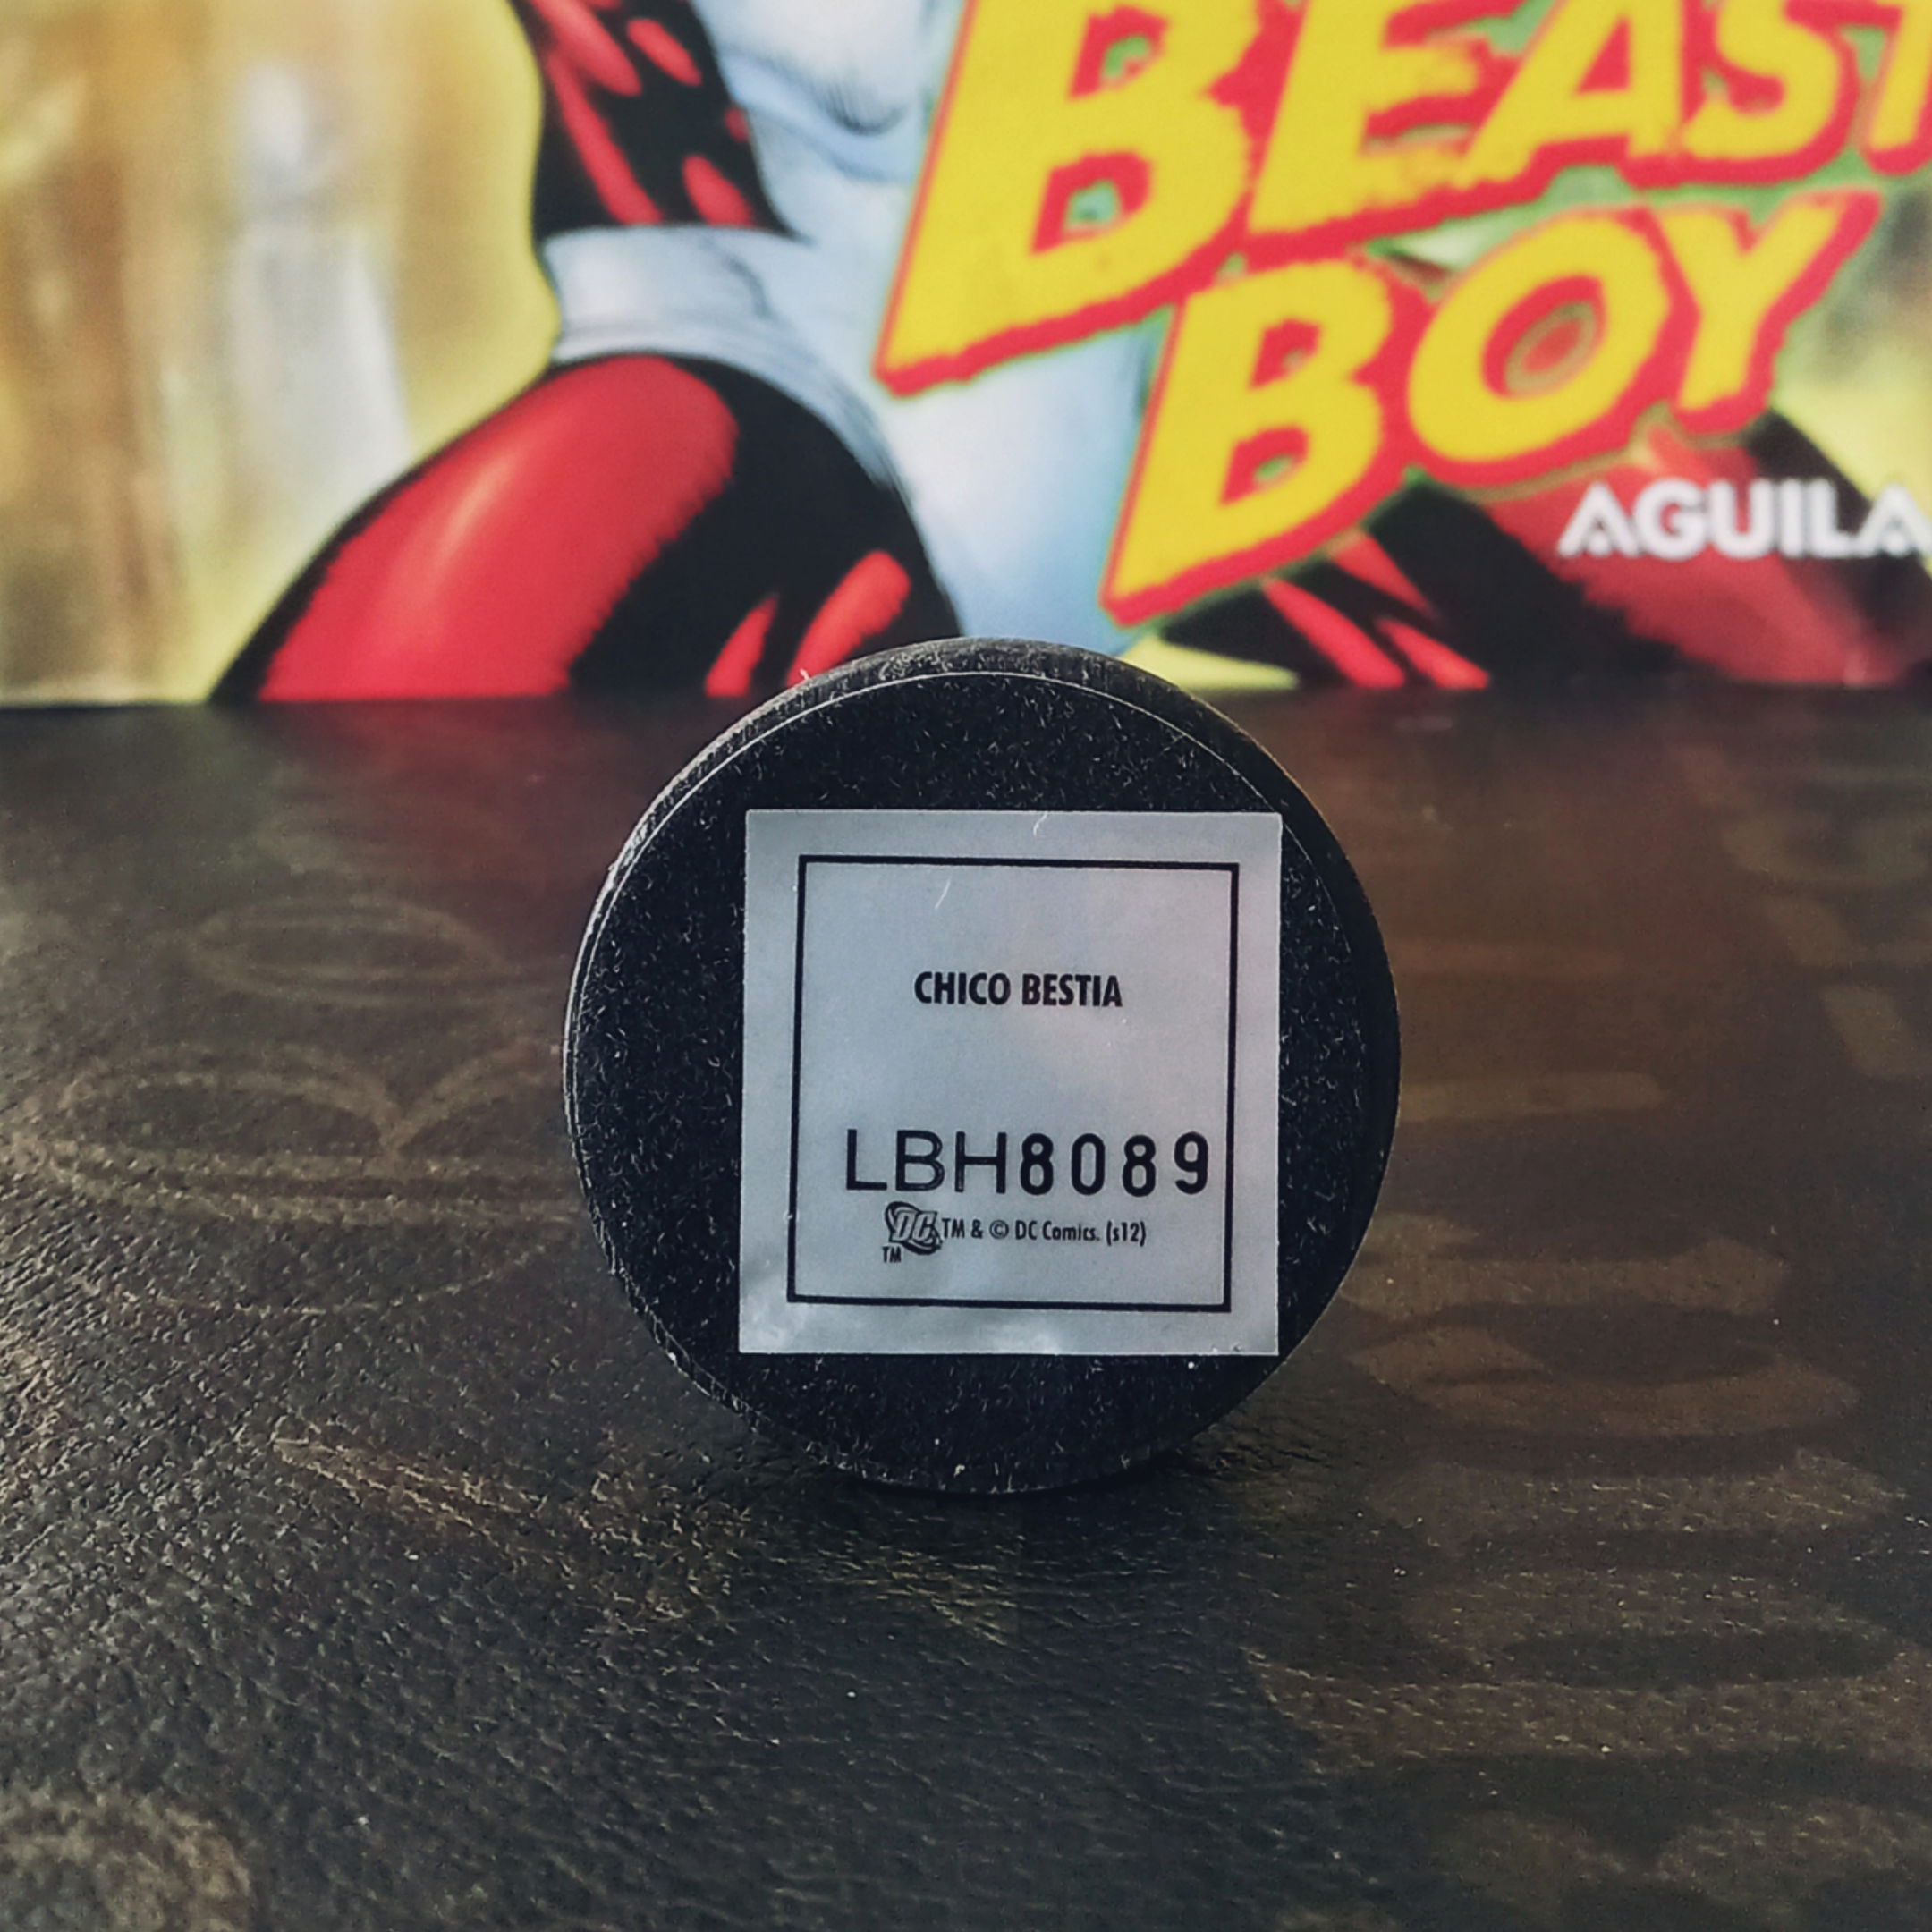 BEAST
BOY
AGUILA
CHICO BESTIA
LBH8089
DC TM & © DC Comics. (s12)
TM